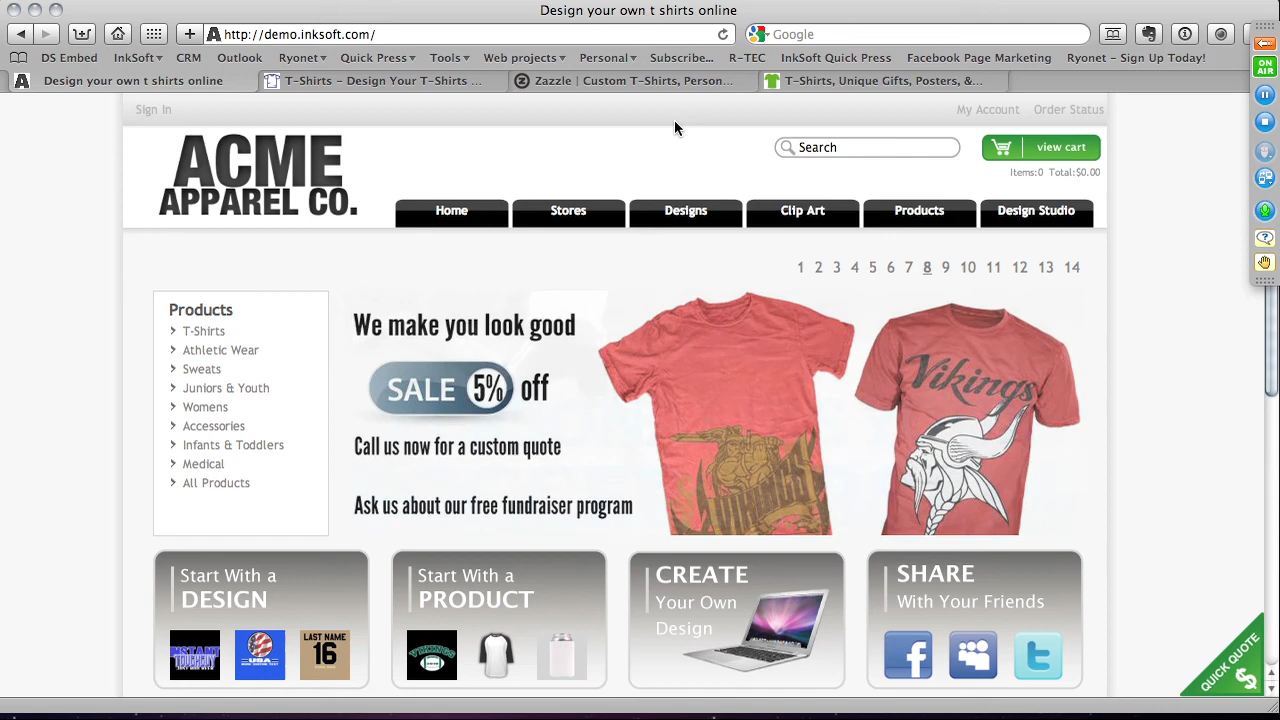 Design your own t shirts online
http://demo.inksoft.com/
Google
DS Embed InkSoft CRM Outlook Ryonet Quick Press Tools Web projects Personal Subscribe... R-TEC InkSoft Quick Press Facebook Page Marketing Ryonet - Sign Up Today!
Design your own t shirts online T-Shirts - Design Your T-Shirts ... Zazzle | Custom T-Shirts, Person... T-Shirts, Unique Gifts, Posters, &...
ON
AIR
Sign In My Account Order Status
ACME
APPAREL CO.
Search
view cart
Items:0 Total:$0.00
Home Stores Designs Clip Art Products Design Studio
1 2 3 4 5 6 7 8 9 10 11 12 13 14
Products
T-Shirts
Athletic Wear
Sweats
Juniors & Youth
Womens
Accessories
Infants & Toddlers
Medical
All Products
We make you look good
SALE 5% off
Call us now for a custom quote
Ask us about our free fundraiser program
VIKINGS
Vikings
Start With a
DESIGN
INSTANT
TOUGHGUY
USA
LAST NAME
16
Start With a
PRODUCT
VIKINGS
CREATE
Your Own
Design
SHARE
With Your Friends
QUICK QUOTE